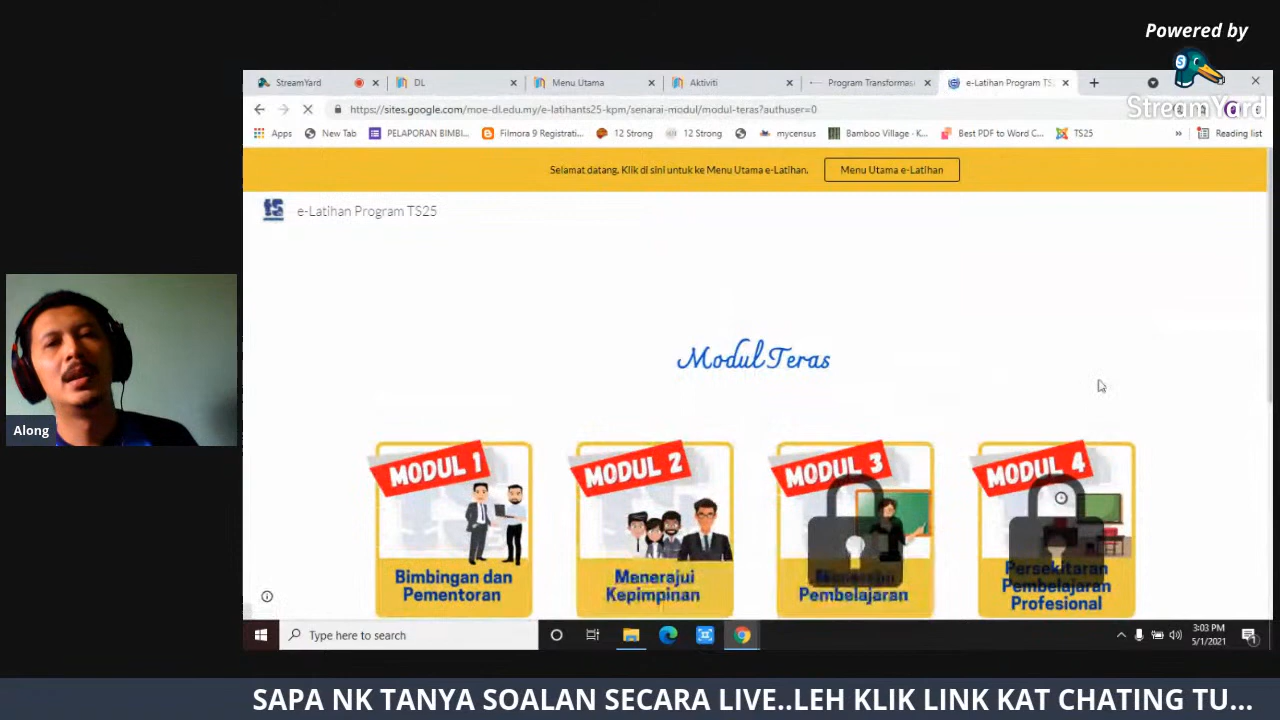 Powered by
StreamYard
StreamYard
DL
Menu Utama
Aktiviti
Program Transformas
e-Latihan Program TS
https://sites.google.com/moe-dl.edu.my/e-latihants25-kpm/senarai-modul/modul-teras?authuser=0
Apps
New Tab
PELAPORAN BIMBI...
Filmora 9 Registrati...
12 Strong
12 Strong
mycensus
Bamboo Village - K...
Best PDF to Word C...
TS25
»
Reading list
Selamat datang. Klik di sini untuk ke Menu Utama e-Latihan.
Menu Utama e-Latihan
ts
e-Latihan Program TS25
Modul Teras
MODUL 1
MODUL 2
MODUL 3
MODUL 4
Bimbingan dan
Pementoran
Menerajui
Kepimpinan
Pembelajaran
Persekitaran
Pembelajaran
Profesional
Along
Type here to search
3:03 PM
5/1/2021
SAPA NK TANYA SOALAN SECARA LIVE..LEH KLIK LINK KAT CHATING TU...